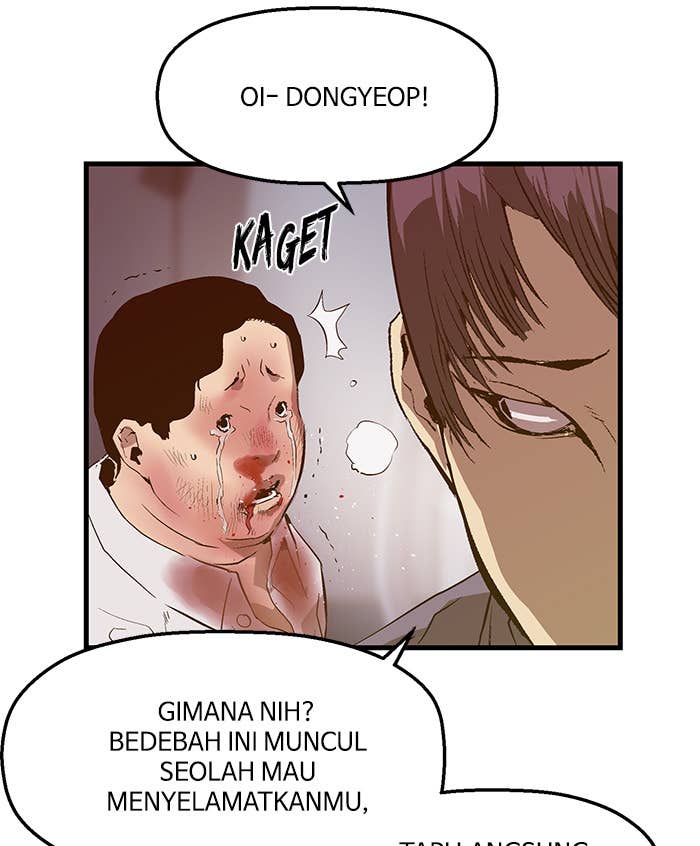 OI- DONGYEOP!
KAGET
GIMANA NIH?
BEDEBAH INI MUNCUL
SEOLAH MAU
MENYELAMATKANMU,